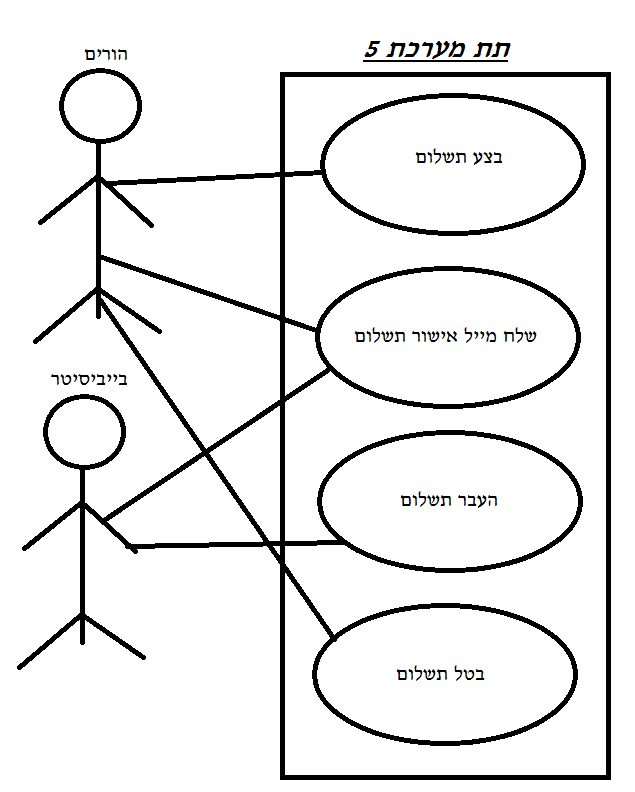 תת מערכת 5
הורים
בצע תשלום
שלח מייל אישור תשלום
בייביסיטר
העבר תשלום
בטל תשלום